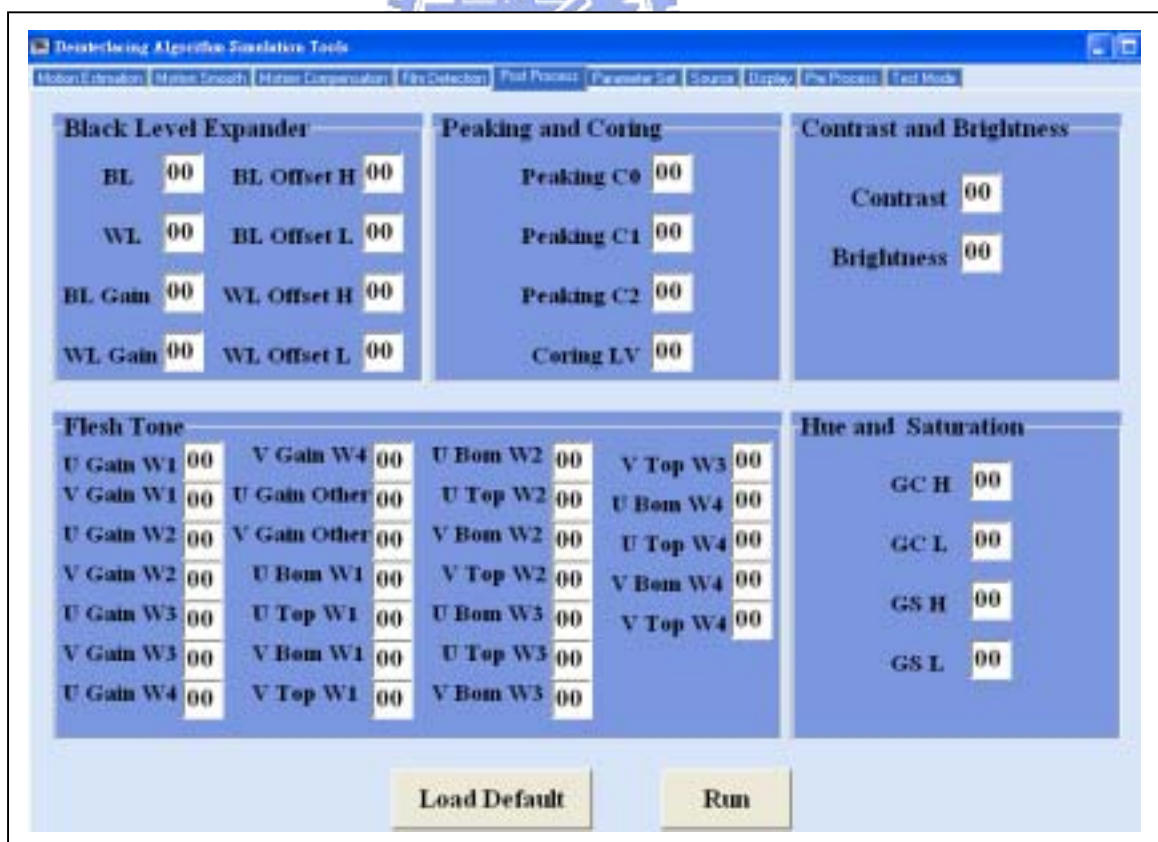 Deinterlacing Algorithm Simulation Tools
Motion Estimation Motion Smooth Motion Compensation Film Detection Post Process Parameter Set Source Display Pre Process Test Mode
Black Level Expander
BL 00 BL Offset H 00
WL 00 BL Offset L 00
BL Gain 00 WL Offset H 00
WL Gain 00 WL Offset L 00
Peaking and Coring
Peaking C0 00
Peaking C1 00
Peaking C2 00
Coring LV 00
Contrast and Brightness
Contrast 00
Brightness 00
Flesh Tone
U Gain W1 00 V Gain W4 00 U Bom W2 00 V Top W3 00
V Gain W1 00 U Gain Other 00 U Top W2 00 U Bom W4 00
U Gain W2 00 V Gain Other 00 V Bom W2 00 U Top W4 00
V Gain W2 00 U Bom W1 00 V Top W2 00 V Bom W4 00
U Gain W3 00 U Top W1 00 U Bom W3 00 V Top W4 00
V Gain W3 00 V Bom W1 00 U Top W3 00
U Gain W4 00 V Top W1 00 V Bom W3 00
Hue and Saturation
GC H 00
GC L 00
GS H 00
GS L 00
Load Default Run